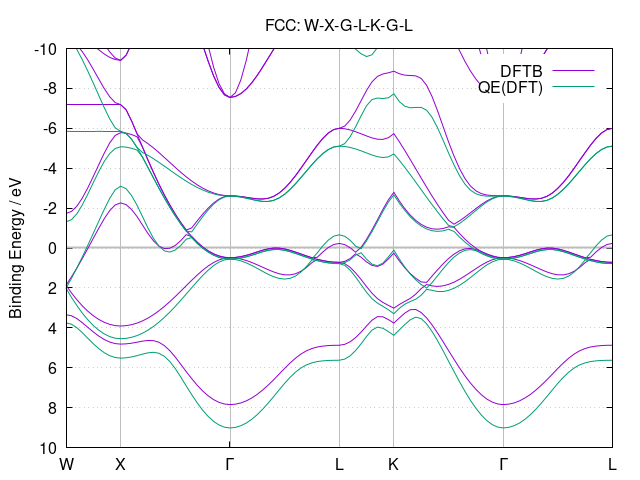 FCC: W-X-G-L-K-G-L
DFTB
QE(DFT)
Binding Energy / eV
-10
-8
-6
-4
-2
0
2
4
6
8
10
W X Γ L K Γ L